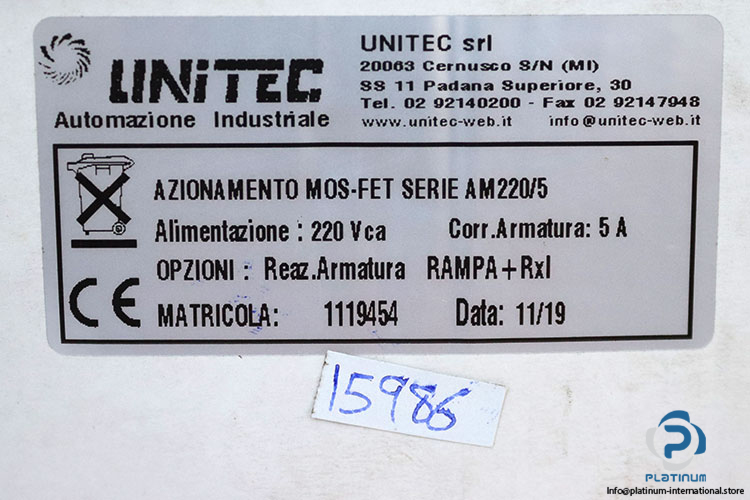 UNiTEC
Automazione Industriale
UNITEC srl
20063 Cernusco S/N (MI)
SS 11 Padana Superiore, 30
Tel. 02 92140200 - Fax 02 92147948
www.unitec-web.it info@unitec-web.it
AZIONAMENTO MOS-FET SERIE AM220/5
Alimentazione : 220 Vca Corr.Armatura: 5 A
OPZIONI : Reaz.Armatura RAMPA+RxI
CE MATRICOLA: 1119454 Data: 11/19
15986
PLATINUM
Info@platinum-international.store